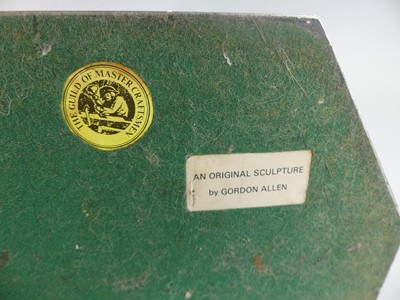 THE GUILD OF MASTER CRAFTSMEN
AN ORIGINAL SCULPTURE
by GORDON ALLEN